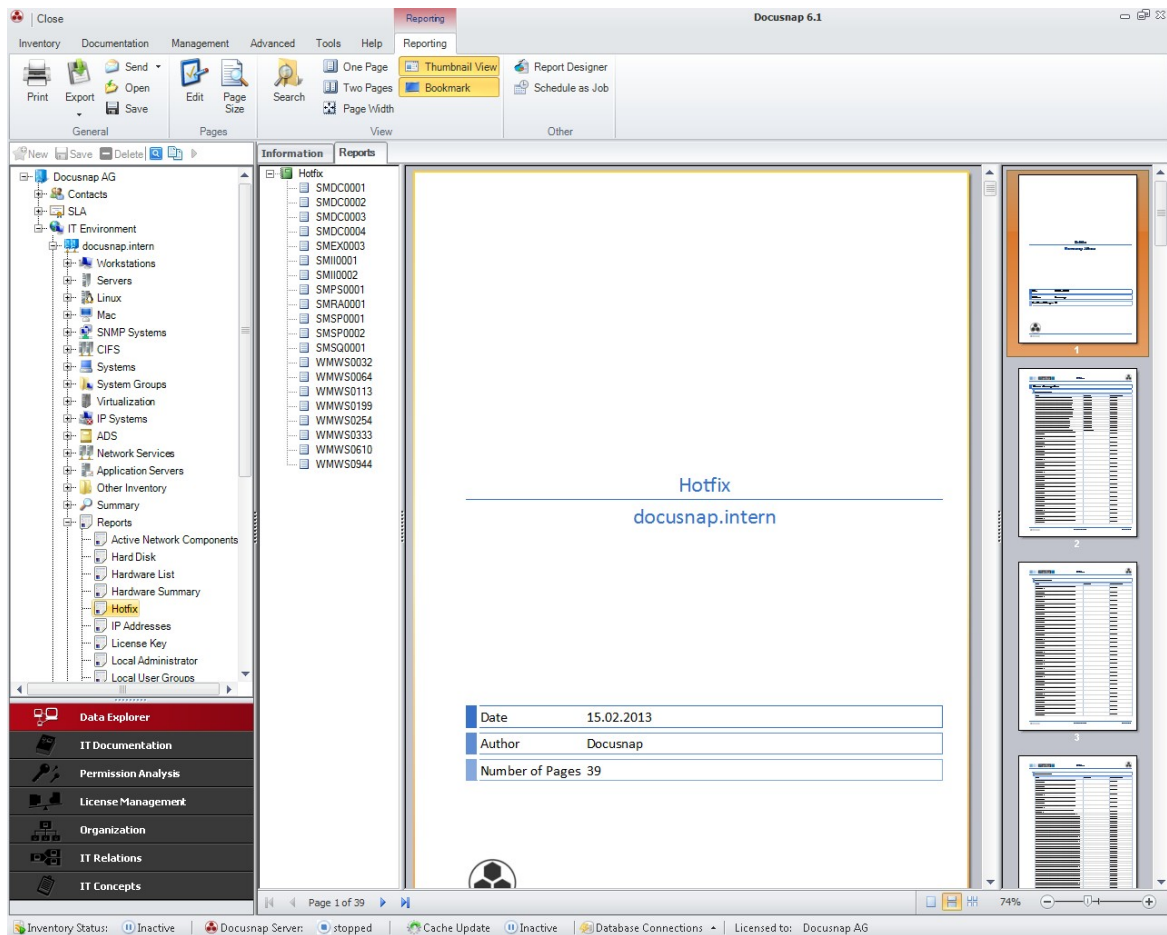 Close
Reporting
Docusnap 6.1
Inventory Documentation Management Advanced Tools Help Reporting
Print
Export
Send
Open
Save
General
Edit
Page Size
Pages
Search
One Page
Two Pages
Page Width
Thumbnail View
Bookmark
View
Report Designer
Schedule as Job
Other
New Save Delete
Docusnap AG
Contacts
SLA
IT Environment
docusnap.intern
Workstations
Servers
Linux
Mac
SNMP Systems
CIFS
Systems
System Groups
Virtualization
IP Systems
ADS
Network Services
Application Servers
Other Inventory
Summary
Reports
Active Network Components
Hard Disk
Hardware List
Hardware Summary
Hotfix
IP Addresses
License Key
Local Administrator
Local User Groups
Data Explorer
IT Documentation
Permission Analysis
License Management
Organization
IT Relations
IT Concepts
Information Reports
Hotfix
SMDC0001
SMDC0002
SMDC0003
SMDC0004
SMEX0003
SMII0001
SMII0002
SMPS0001
SMRA0001
SMSP0001
SMSP0002
SMSQ0001
WMWS0032
WMWS0064
WMWS0113
WMWS0199
WMWS0254
WMWS0333
WMWS0610
WMWS0944
Hotfix
docusnap.intern
Date 15.02.2013
Author Docusnap
Number of Pages 39
1
2
3
Page 1 of 39
74%
Inventory Status: Inactive Docusnap Server: stopped Cache Update Inactive Database Connections Licensed to: Docusnap AG